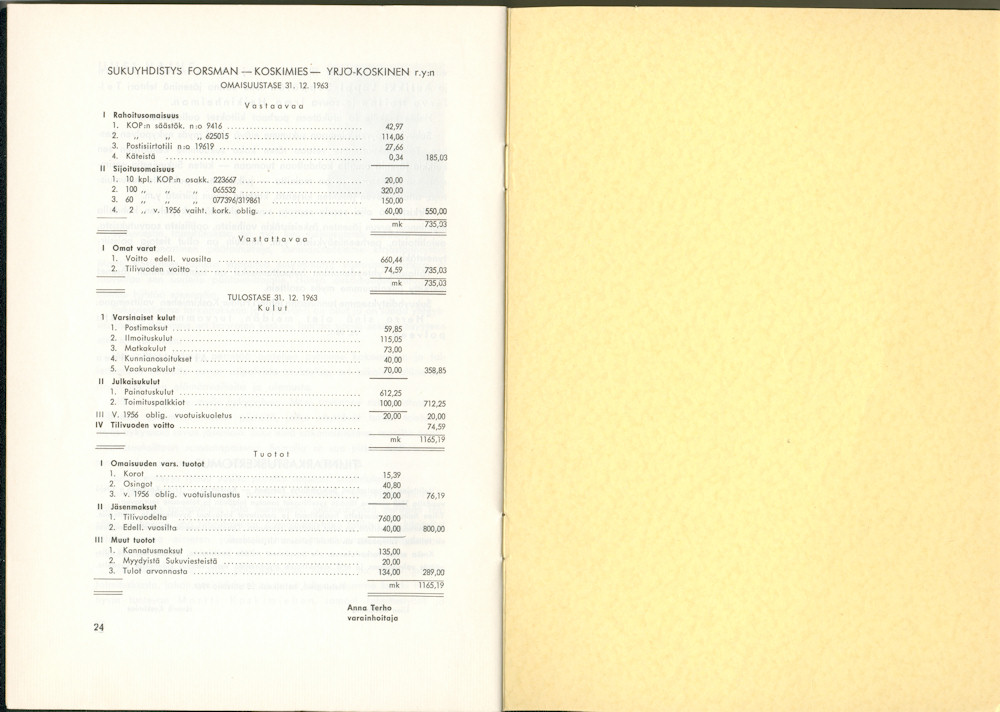 SUKUYHDISTYS FORSMAN — KOSKIMIES — YRJÖ-KOSKINEN r.y:n
OMAISUUSTASE 31. 12. 1963
Vastaavaa
I Rahoitusomaisuus
1. KOP:n säästök. n:o 9416 .......... 42,97
2. „ „ „ 625015 .......... 114,06
3. Postisiirtotili n:o 19619 .......... 27,66
4. Käteistä .......... 0,34 185,03
II Sijoitusomaisuus
1. 10 kpl. KOP:n osakk. 223667 .......... 20,00
2. 100 „ „ „ 065532 .......... 320,00
3. 60 „ „ „ 077396/319861 .......... 150,00
4. 2 „ v. 1956 vaiht. kork. oblig. .......... 60,00 550,00
mk 735,03
Vastattavaa
I Omat varat
1. Voitto edell. vuosilta .......... 660,44
2. Tilivuoden voitto .......... 74,59 735,03
mk 735,03
TULOSTASE 31. 12. 1963
Kulut
1 Varsinaiset kulut
1. Postimaksut .......... 59,85
2. Ilmoituskulut .......... 115,05
3. Matkakulut .......... 73,00
4. Kunnianosoitukset .......... 40,00
5. Vaakunakulut .......... 70,00 358,85
II Julkaisukulut
1. Painatuskulut .......... 612,25
2. Toimituspalkkiot .......... 100,00 712,25
III V. 1956 oblig. vuotuiskuoletus .......... 20,00 20,00
IV Tilivuoden voitto .......... 74,59
mk 1165,19
Tuotot
I Omaisuuden vars. tuotot
1. Korot .......... 15,39
2. Osingot .......... 40,80
3. v. 1956 oblig. vuotuislunastus .......... 20,00 76,19
II Jäsenmaksut
1. Tilivuodelta .......... 760,00
2. Edell. vuosilta .......... 40,00 800,00
III Muut tuotot
1. Kannatusmaksut .......... 135,00
2. Myydyistä Sukuviesteistä .......... 20,00
3. Tulot arvonnasta .......... 134,00 289,00
mk 1165,19
Anna Terho
varainhoitaja
24